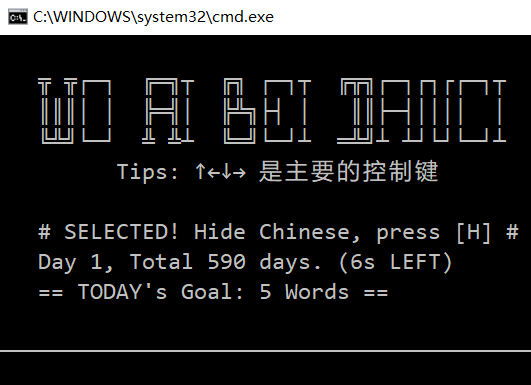 C:\WINDOWS\system32\cmd.exe
WO AI BEI DANCI
Tips: ↑←↓→ 是主要的控制键
# SELECTED! Hide Chinese, press [H] #
Day 1, Total 590 days. (6s LEFT)
== TODAY's Goal: 5 Words ==